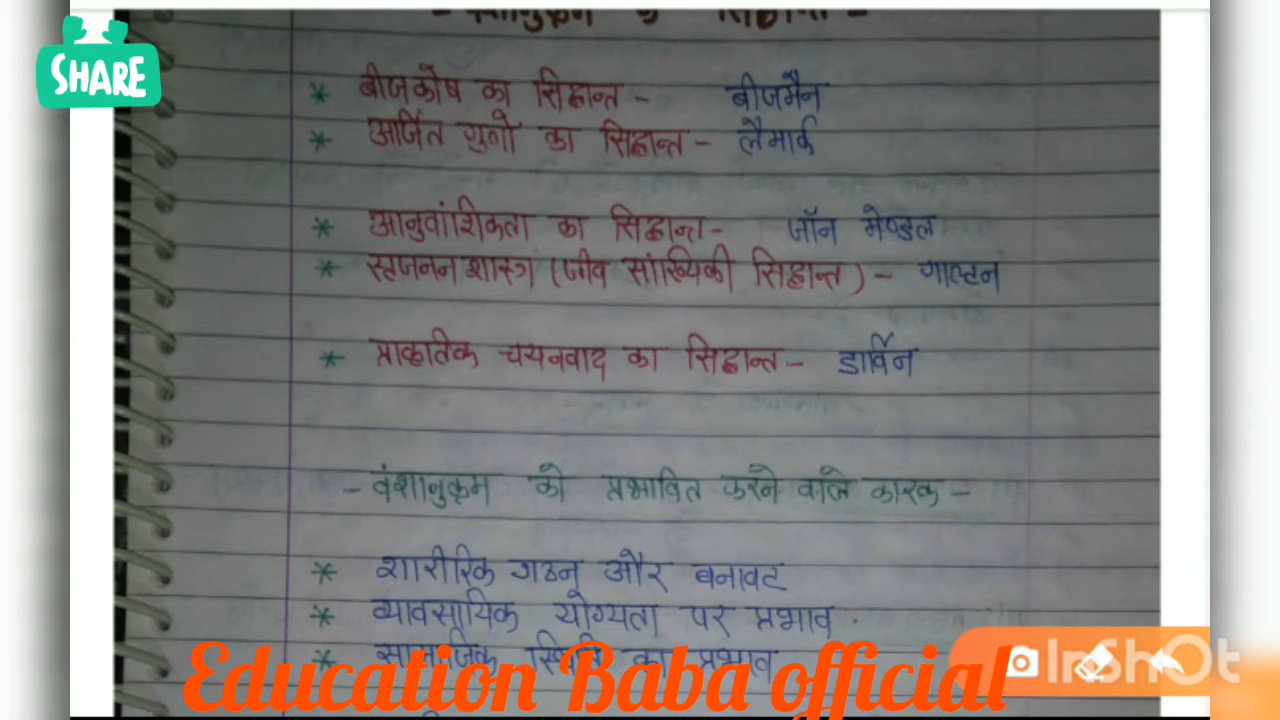 SHARE
* बीजकोष का सिद्धान्त - बीजमैन
* अर्जित गुणो का सिद्धान्त - लैमार्क
* आनुवांशिकता का सिद्धान्त - जॉन मेण्डल
* सृजनन शास्त्र (जीव सांख्यिकी सिद्धान्त) - गाल्टन
* प्राकृतिक चयनवाद का सिद्धान्त - डार्विन
- वंशानुक्रम को प्रभावित करने वाले कारक -
* शारीरिक गठन और बनावट
* व्यावसायिक योग्यता पर प्रभाव
* सामाजिक स्थिति का प्रभाव
Education Baba official
InShOt